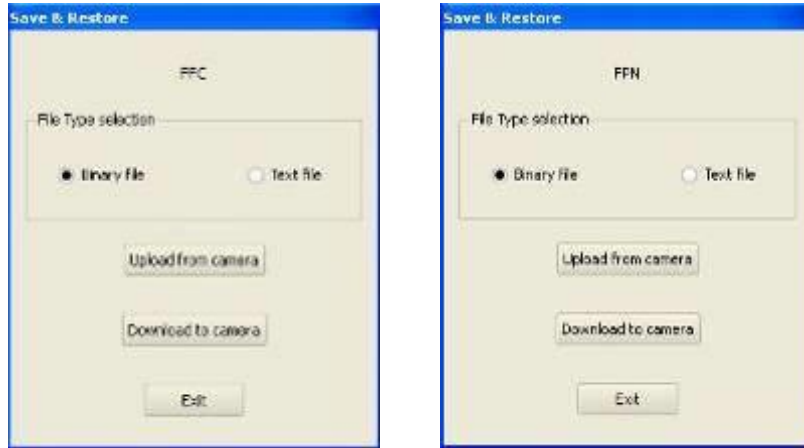 Save & Restore
FFC
File Type selection
Binary file
Text file
Upload from camera
Download to camera
Exit
Save & Restore
FPN
File Type selection
Binary file
Text file
Upload from camera
Download to camera
Exit